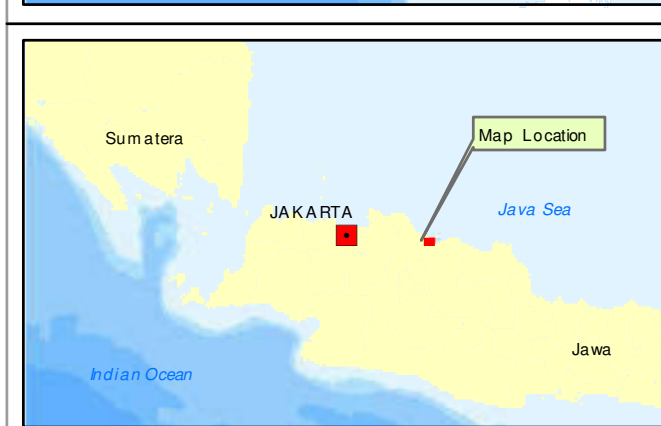 Sumatera
Map Location
JAKARTA
Java Sea
Jawa
Indian Ocean